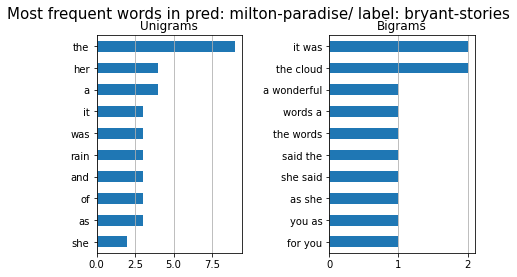 Most frequent words in pred: milton-paradise/ label: bryant-stories
Unigrams
the
her
a
it
was
rain
and
of
as
she
0.0 2.5 5.0 7.5
Bigrams
it was
the cloud
a wonderful
words a
the words
said the
she said
as she
you as
for you
0 1 2